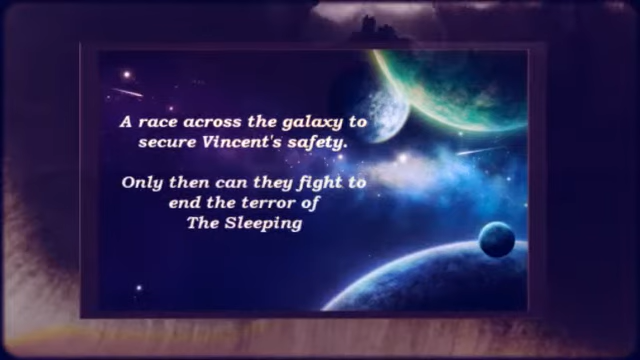 A race across the galaxy to
secure Vincent's safety.
Only then can they fight to
end the terror of
The Sleeping